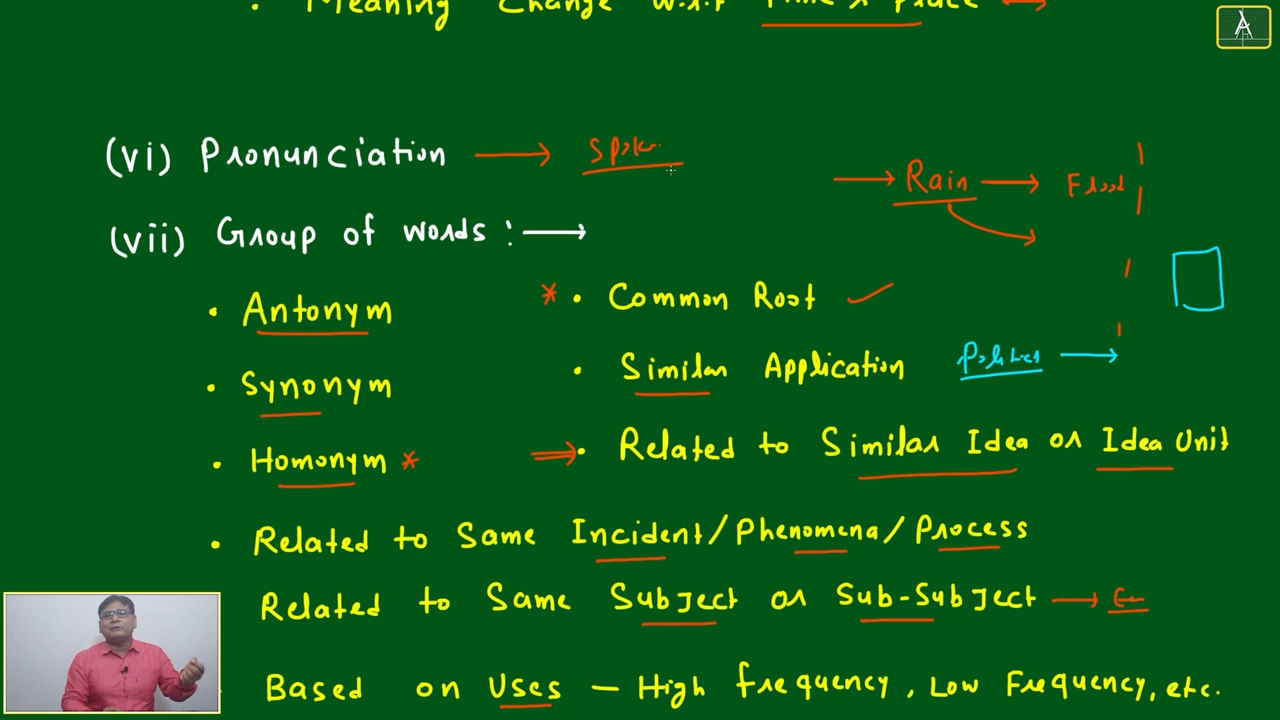 • Meaning Change w.r.t Time & Place →
A
(vi) Pronunciation →
→ Rain → Flood
(vii) Group of words : →
• Antonym
* • Common Root ✓
• Synonym
• Similar Application Politics →
• Homonym *
⇒ • Related to Similar Idea or Idea Unit
• Related to Same Incident/Phenomena/Process
Related to Same Subject or Sub-Subject →
• Based on Uses – High frequency, Low Frequency, etc.